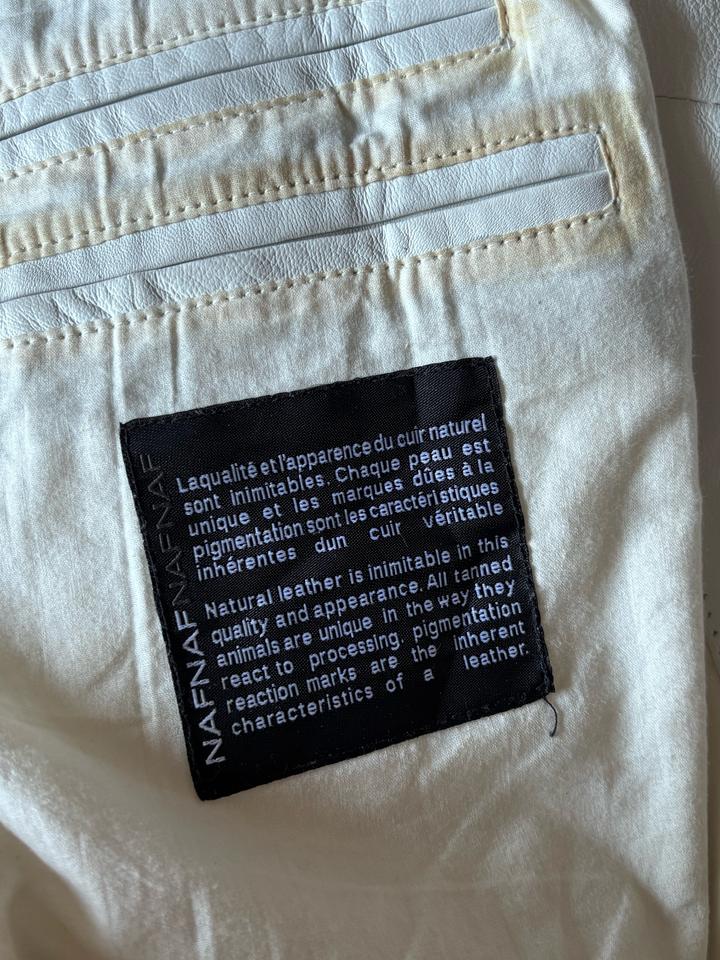 NAFNAFNAFNAF
Laqualité et l'apparence du cuir naturel
sont inimitables. Chaque peau est
unique et les marques dûes à la
pigmentation sont les caractéristiques
inhérentes dun cuir véritable
Natural leather is inimitable in this
quality and appearance. All tanned
animals are unique in the way they
react to processing, pigmentation
reaction marks are the inherent
characteristics of a leather.